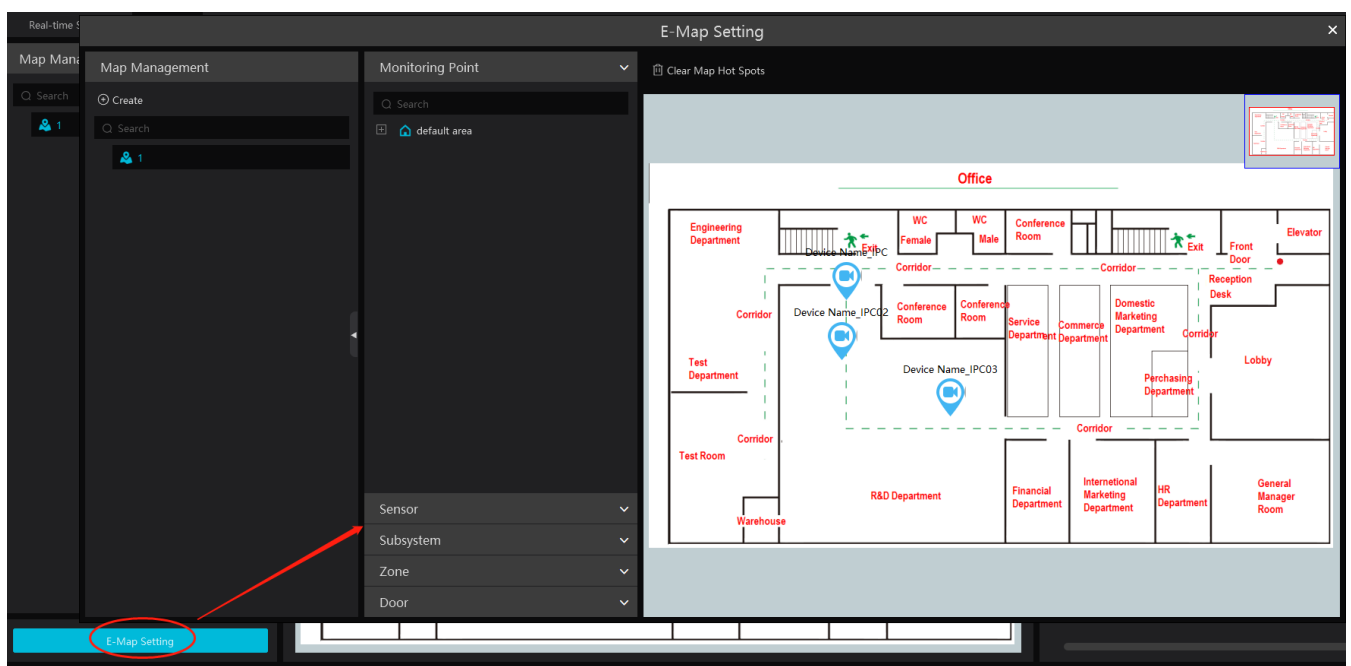 Real-time S
E-Map Setting
Map Mana
Search
1
Map Management
Create
Search
1
Monitoring Point
Search
default area
Sensor
Subsystem
Zone
Door
Clear Map Hot Spots
Office
Engineering
Department
Exit
WC
Female
WC
Male
Conference
Room
Exit
Front
Door
Elevator
Device Name_IPC
Corridor
Corridor
Reception
Desk
Corridor
Device Name_IPC02
Conference
Room
Conference
Room
Service
Department
Commerce
Department
Domestic
Marketing
Department
Corridor
Lobby
Test
Department
Device Name_IPC03
Perchasing
Department
Corridor
Corridor
Test Room
R&D Department
Warehouse
Financial
Department
Internetional
Marketing
Department
HR
Department
General
Manager
Room
E-Map Setting